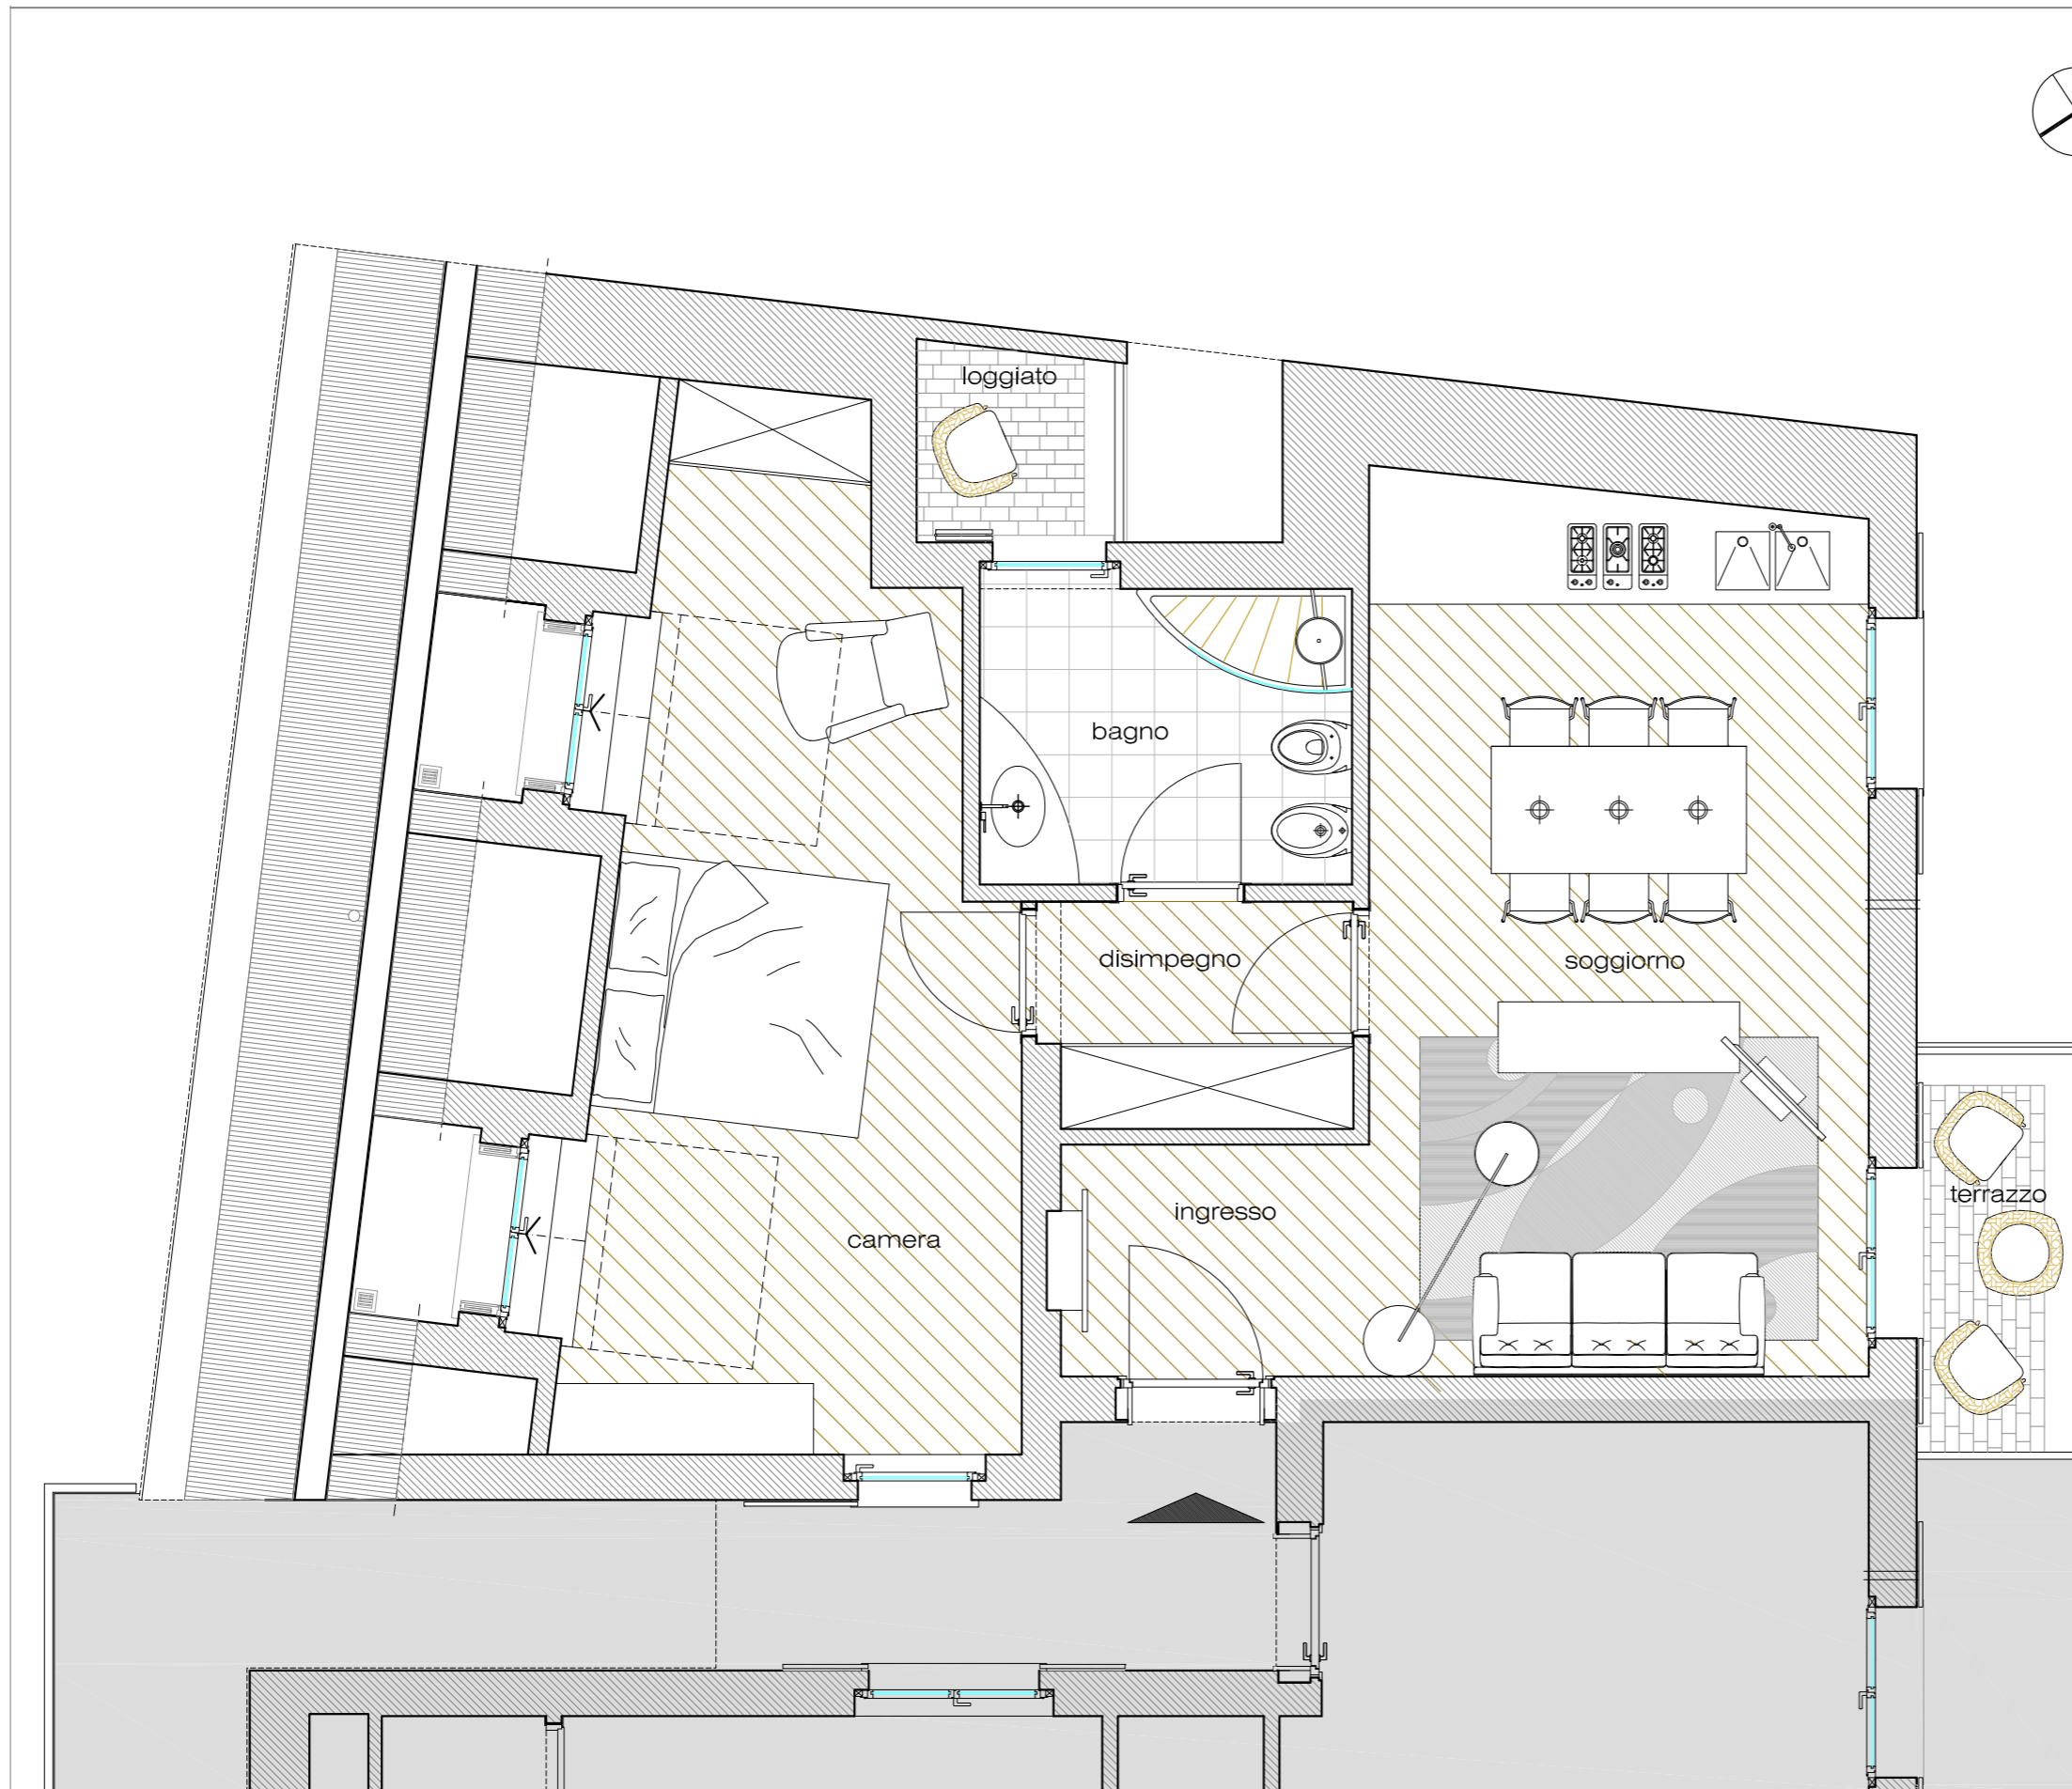 loggiato
bagno
disimpegno
soggiorno
terrazzo
ingresso
camera